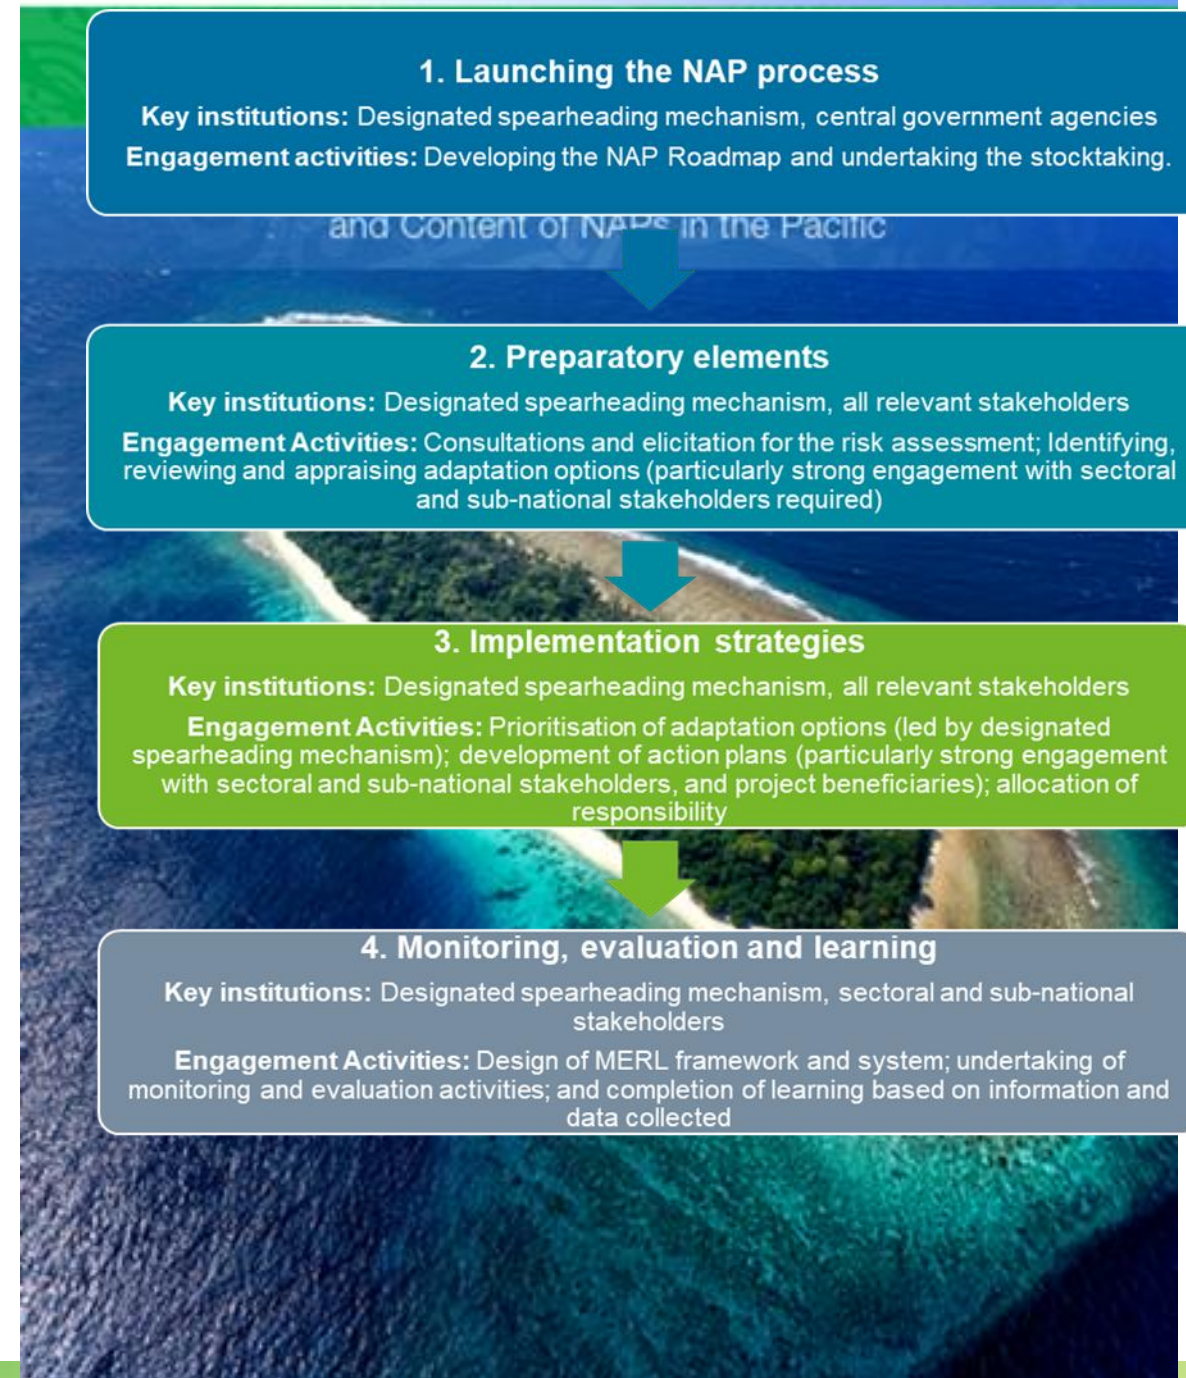 1. Launching the NAP process
Key institutions: Designated spearheading mechanism, central government agencies
Engagement activities: Developing the NAP Roadmap and undertaking the stocktaking.
and Content of NAPs in the Pacific
2. Preparatory elements
Key institutions: Designated spearheading mechanism, all relevant stakeholders
Engagement Activities: Consultations and elicitation for the risk assessment; Identifying,
reviewing and appraising adaptation options (particularly strong engagement with sectoral
and sub-national stakeholders required)
3. Implementation strategies
Key institutions: Designated spearheading mechanism, all relevant stakeholders
Engagement Activities: Prioritisation of adaptation options (led by designated
spearheading mechanism); development of action plans (particularly strong engagement
with sectoral and sub-national stakeholders, and project beneficiaries); allocation of
responsibility
4. Monitoring, evaluation and learning
Key institutions: Designated spearheading mechanism, sectoral and sub-national
stakeholders
Engagement Activities: Design of MERL framework and system; undertaking of
monitoring and evaluation activities; and completion of learning based on information and
data collected